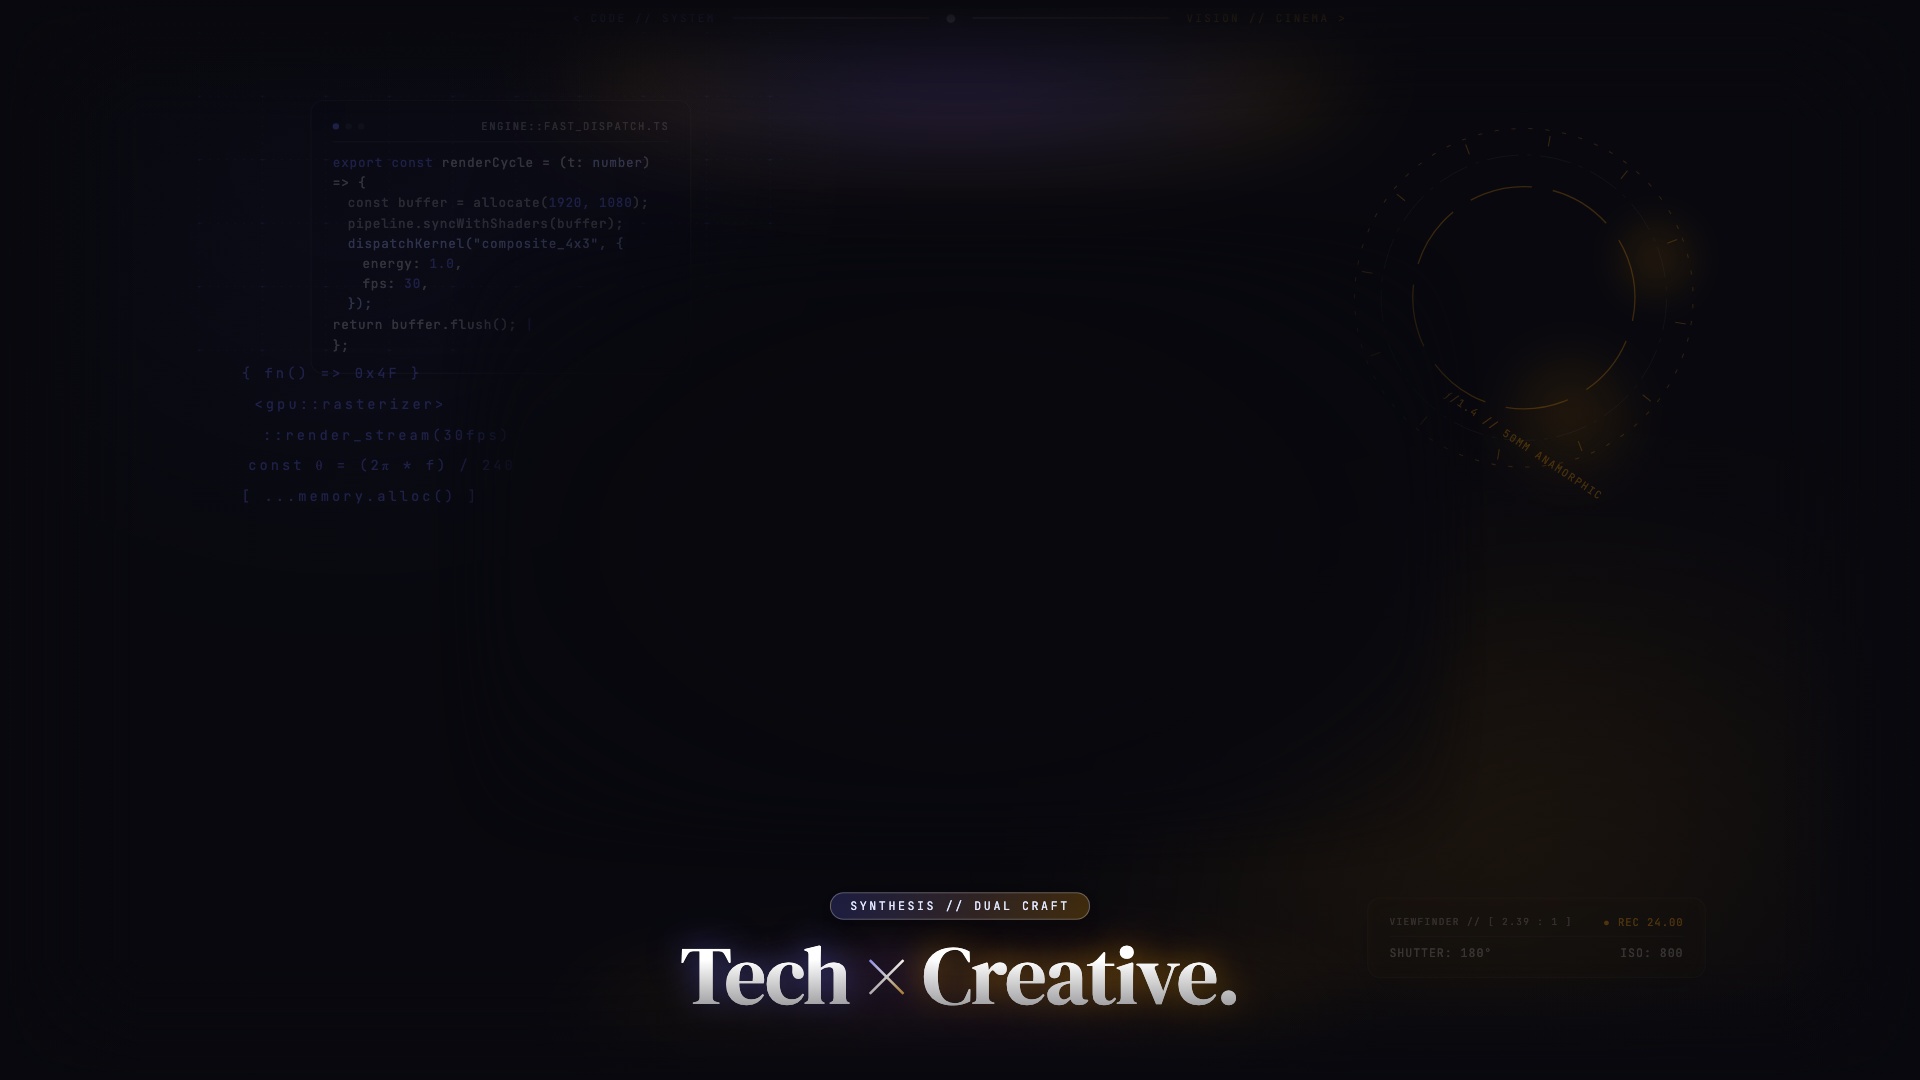 < CODE // SYSTEM
VISION // CINEMA >
ENGINE::FAST_DISPATCH.TS
export const renderCycle = (t: number)
=> {
const buffer = allocate(1920, 1080);
pipeline.syncWithShaders(buffer);
dispatchKernel("composite_4x3", {
energy: 1.0,
fps: 30,
});
return buffer.flush();
};
{ fn() => 0x4F }
<gpu::rasterizer>
::render_stream(30fps)
const θ = (2π * f) / 240
[ ...memory.alloc() ]
//1.4 // 50MM ANAMORPHIC
SYNTHESIS // DUAL CRAFT
Tech × Creative.
VIEWFINDER // [ 2.39 : 1 ]
● REC 24.00
SHUTTER: 180°
ISO: 800